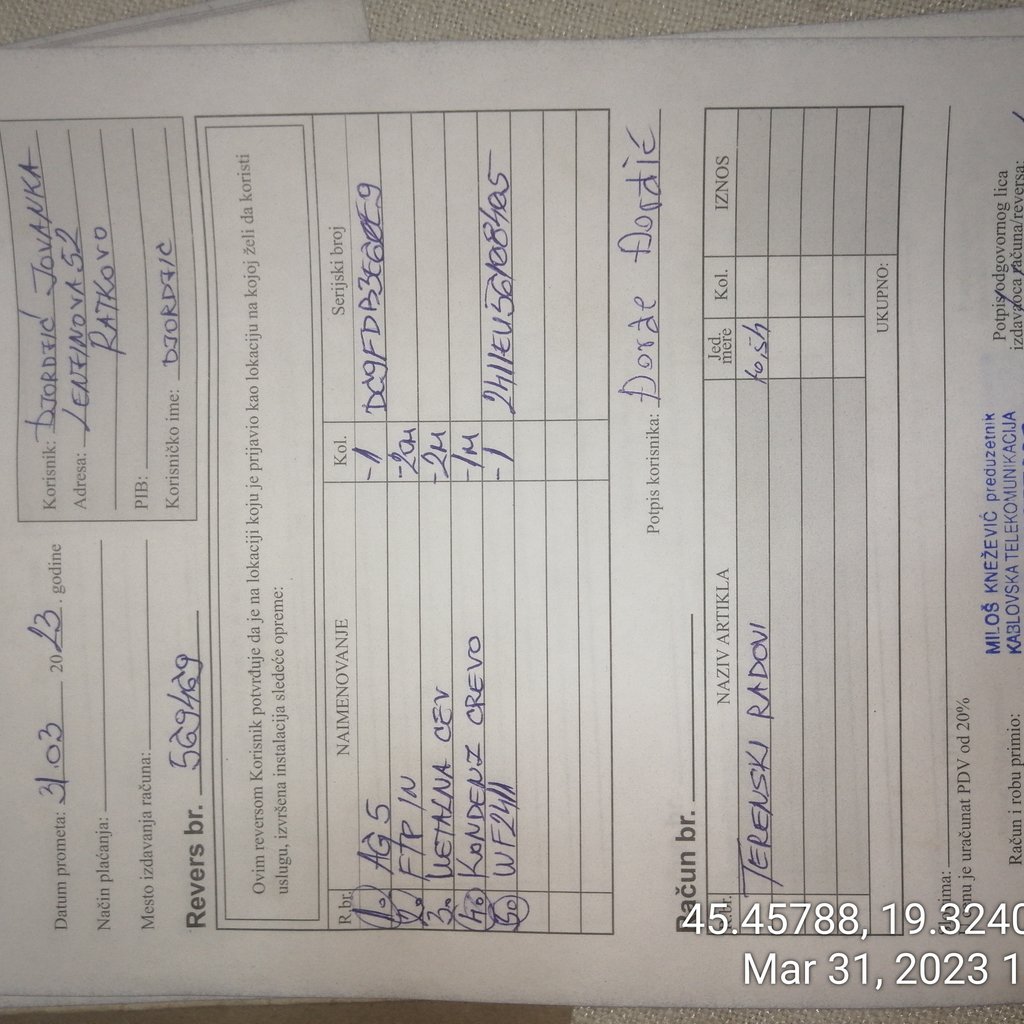 Datum prometa: 31.03 2023. godine
Način plaćanja:
Mesto izdavanja računa:
Korisnik: DJORDJIĆ JOVANKA
Adresa: LENJINOVA 52
RATKOVO
PIB:
Korisničko ime: DJORDJIĆ
Revers br. 569469
Ovim reversom Korisnik potvrđuje da je na lokaciji koju je prijavio kao lokaciju na kojoj želi da koristi
uslugu, izvršena instalacija sledeće opreme:
R.br. NAIMENOVANJE Kol. Serijski broj
1. AG 5 -1
2. FTP IN -20M
3. METALNA CEV -2M
4. KONDENZ CREVO -1M
5. WF2411 -1
Potpis korisnika: Đorđe Đorđić
Račun br.
R.br. NAZIV ARTIKLA Jed. mere Kol. IZNOS
TERENSKI RADOVI
UKUPNO:
je uračunat PDV od 20%
Račun i robu primio:
MILOŠ KNEŽEVIĆ preduzetnik
KABLOVSKA TELEKOMUNIKACIJA
Potpis odgovornog lica
izdavaoca računa/reversa:
45.45788, 19.3240
Mar 31, 2023 1